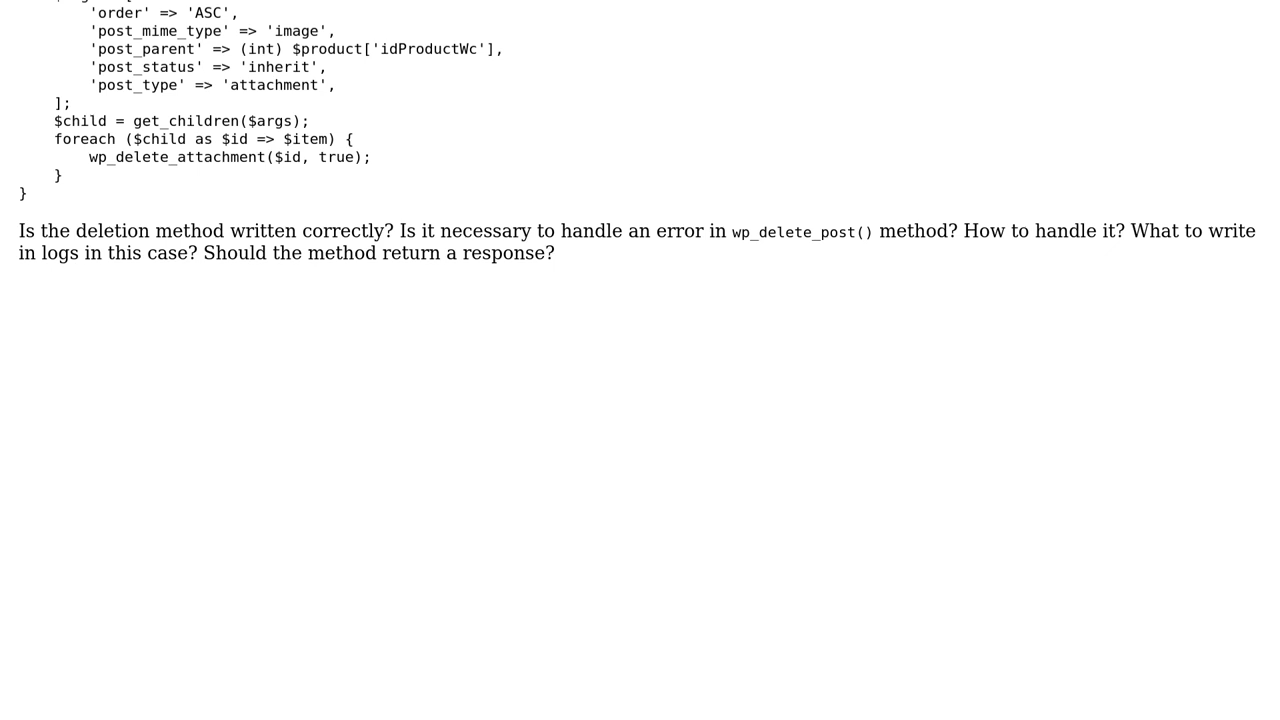 'order' => 'ASC',
'post_mime_type' => 'image',
'post_parent' => (int) $product['idProductWc'],
'post_status' => 'inherit',
'post_type' => 'attachment',
];
$child = get_children($args);
foreach ($child as $id => $item) {
wp_delete_attachment($id, true);
}
}
Is the deletion method written correctly? Is it necessary to handle an error in wp_delete_post() method? How to handle it? What to write
in logs in this case? Should the method return a response?